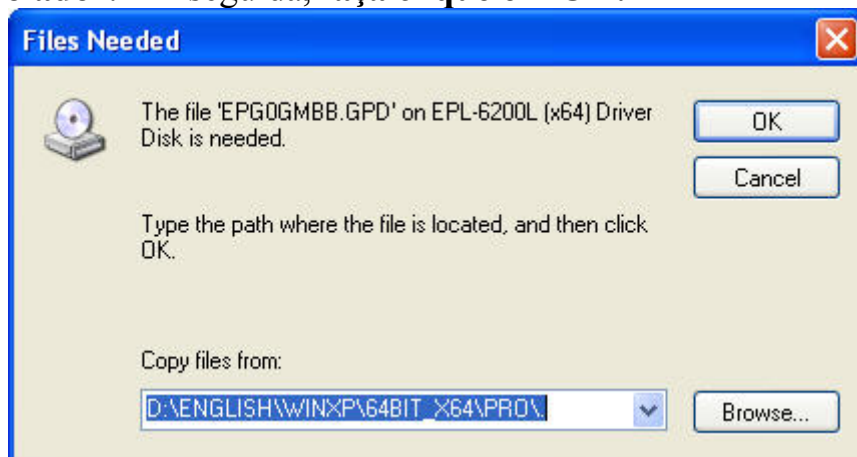 Files Needed
The file 'EPG0GMBB.GPD' on EPL-6200L (x64) Driver
Disk is needed.
OK
Cancel
Type the path where the file is located, and then click
OK.
Copy files from:
D:\ENGLISH\WINXP\64BIT_X64\PRO\.
Browse...